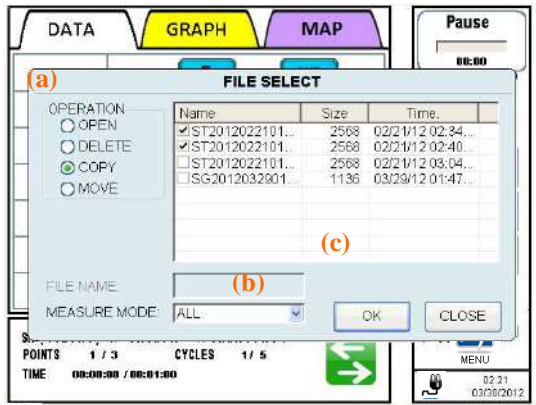 DATA GRAPH MAP Pause
00:00
(a) FILE SELECT
OPERATION
OPEN
DELETE
COPY
MOVE
Name Size Time.
ST2012022101... 2568 02/21/12 02:34...
ST2012022101... 2568 02/21/12 02:40...
ST2012022101... 2568 02/21/12 03:04...
SG2012032901... 1136 03/29/12 01:47...
(c)
FILE NAME: (b)
MEASURE MODE: ALL OK CLOSE
POINTS 1 / 3 CYCLES 1 / 5
TIME 00:00:00 / 00:01:00
MENU
02:21
03/30/2012